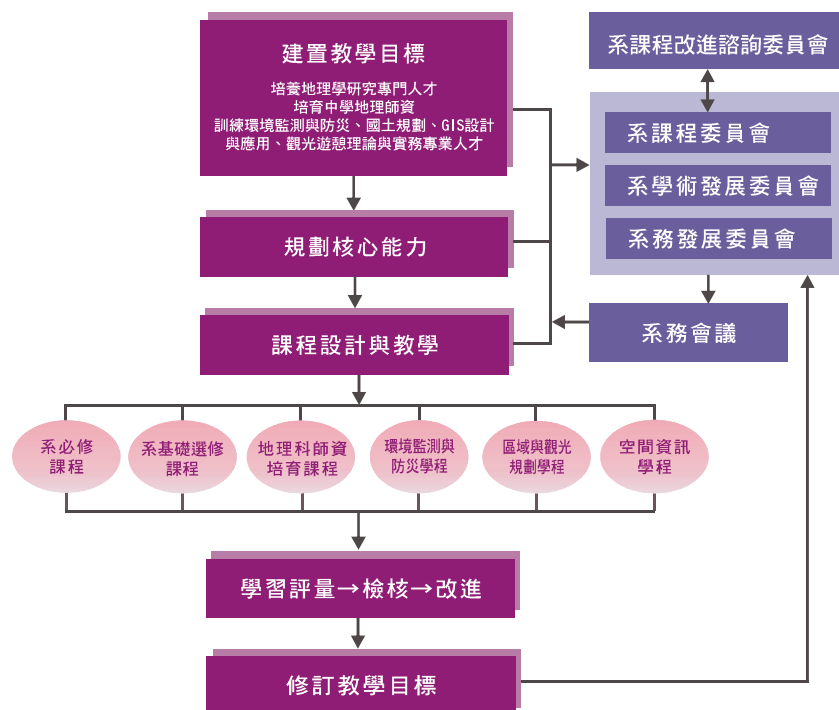 建置教學目標
培養地理學研究專門人才
培育中學地理師資
訓練環境監測與防災、國土規劃、GIS設計
與應用、觀光遊憩理論與實務專業人才
規劃核心能力
課程設計與教學
系課程改進諮詢委員會
系課程委員會
系學術發展委員會
系務發展委員會
系務會議
系必修
課程
系基礎選修
課程
地理科師資
培育課程
環境監測與
防災學程
區域與觀光
規劃學程
空間資訊
學程
學習評量→檢核→改進
修訂教學目標